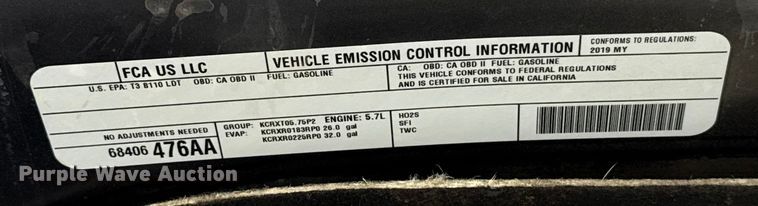 FCA US LLC
VEHICLE EMISSION CONTROL INFORMATION
CONFORMS TO REGULATIONS:
2019 MY
U.S. EPA: T3 B110 LDT OBD: CA OBD II FUEL: GASOLINE
CA: OBD: CA OBD II FUEL: GASOLINE
THIS VEHICLE CONFORMS TO FEDERAL REGULATIONS
AND IS CERTIFIED FOR SALE IN CALIFORNIA
NO ADJUSTMENTS NEEDED
68406 476AA
GROUP: KCRXT05.75P2 ENGINE: 5.7L
EVAP: KCRXR0183RP0 26.0 gal
KCRXR0225RP0 32.0 gal
HO2S
SFI
TWC
Purple Wave Auction